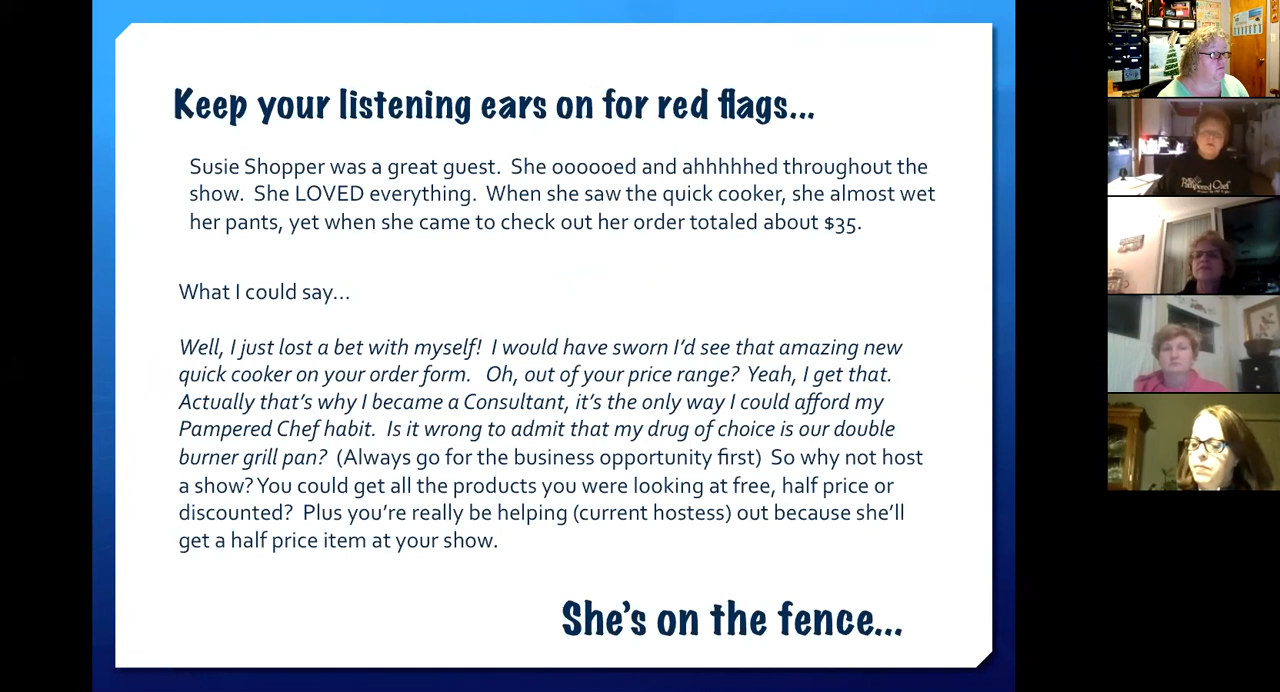 Keep your listening ears on for red flags...
Susie Shopper was a great guest. She oooooed and ahhhhhed throughout the
show. She LOVED everything. When she saw the quick cooker, she almost wet
her pants, yet when she came to check out her order totaled about $35.
What I could say...
Well, I just lost a bet with myself! I would have sworn I'd see that amazing new
quick cooker on your order form. Oh, out of your price range? Yeah, I get that.
Actually that's why I became a Consultant, it's the only way I could afford my
Pampered Chef habit. Is it wrong to admit that my drug of choice is our double
burner grill pan? (Always go for the business opportunity first) So why not host
a show? You could get all the products you were looking at free, half price or
discounted? Plus you're really be helping (current hostess) out because she'll
get a half price item at your show.
She's on the fence...
Pampered Chef